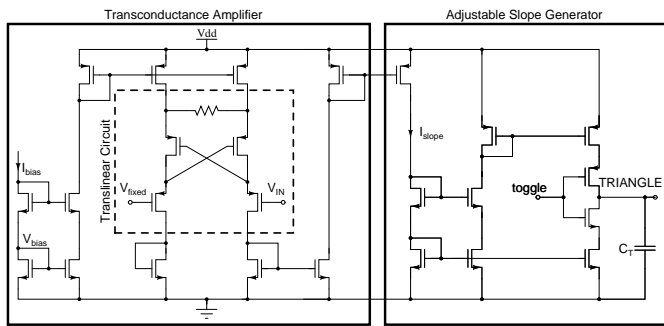 Transconductance Amplifier
Adjustable Slope Generator
Vdd
Translinear Circuit
Islope
Ibias
Vfixed
VIN
toggle
TRIANGLE
Vbias
CT